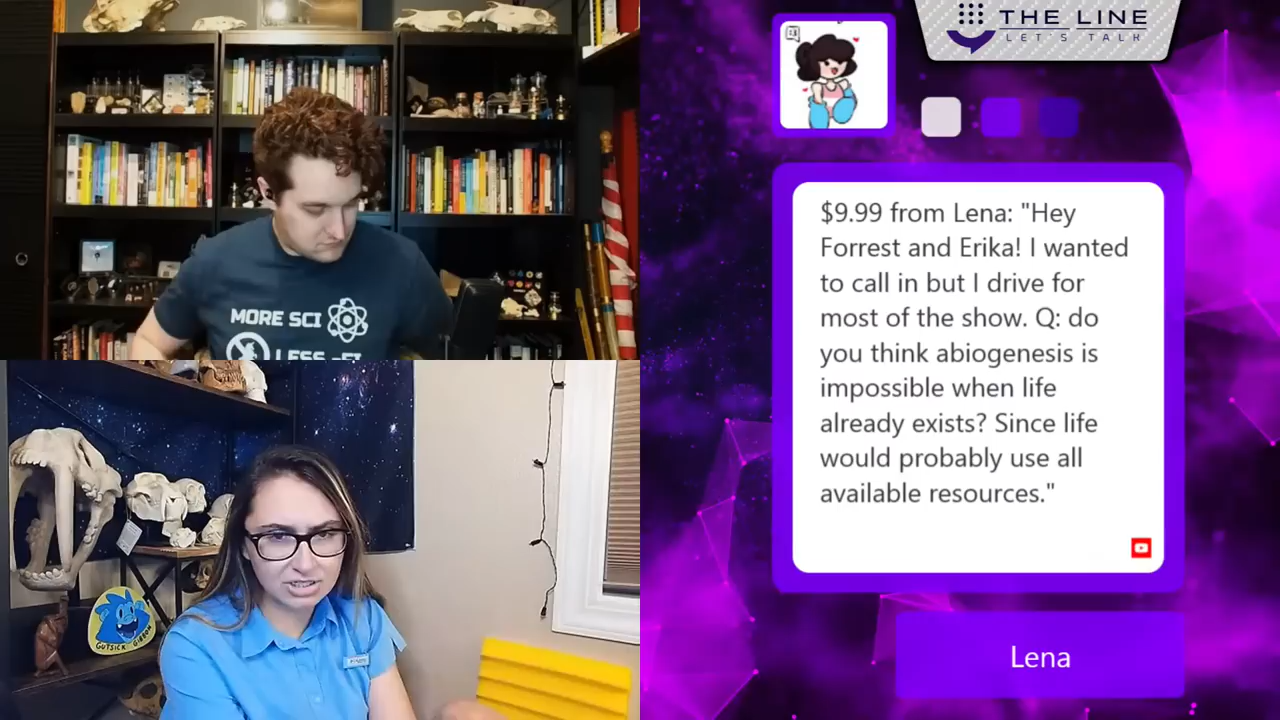 THE LINE
LET'S TALK
$9.99 from Lena: "Hey
Forrest and Erika! I wanted
to call in but I drive for
most of the show. Q: do
you think abiogenesis is
impossible when life
already exists? Since life
would probably use all
available resources."
Lena
MORE SCI
LESS -FI
GUTSICK GIBBON